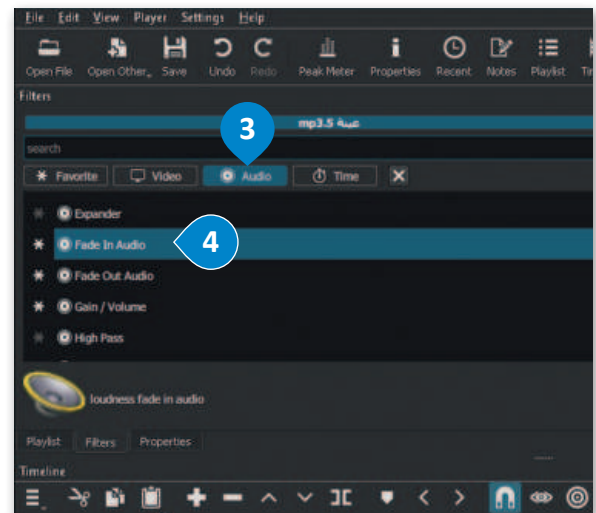 File Edit View Player Settings Help
Open File Open Other... Save Undo Redo Peak Meter Properties Recent Notes Playlist
Filters
عينة 5.mp3
3
search
Favorite Video Audio Time
Expander
Fade In Audio
4
Fade Out Audio
Gain / Volume
High Pass
loudness fade in audio
Playlist Filters Properties
Timeline